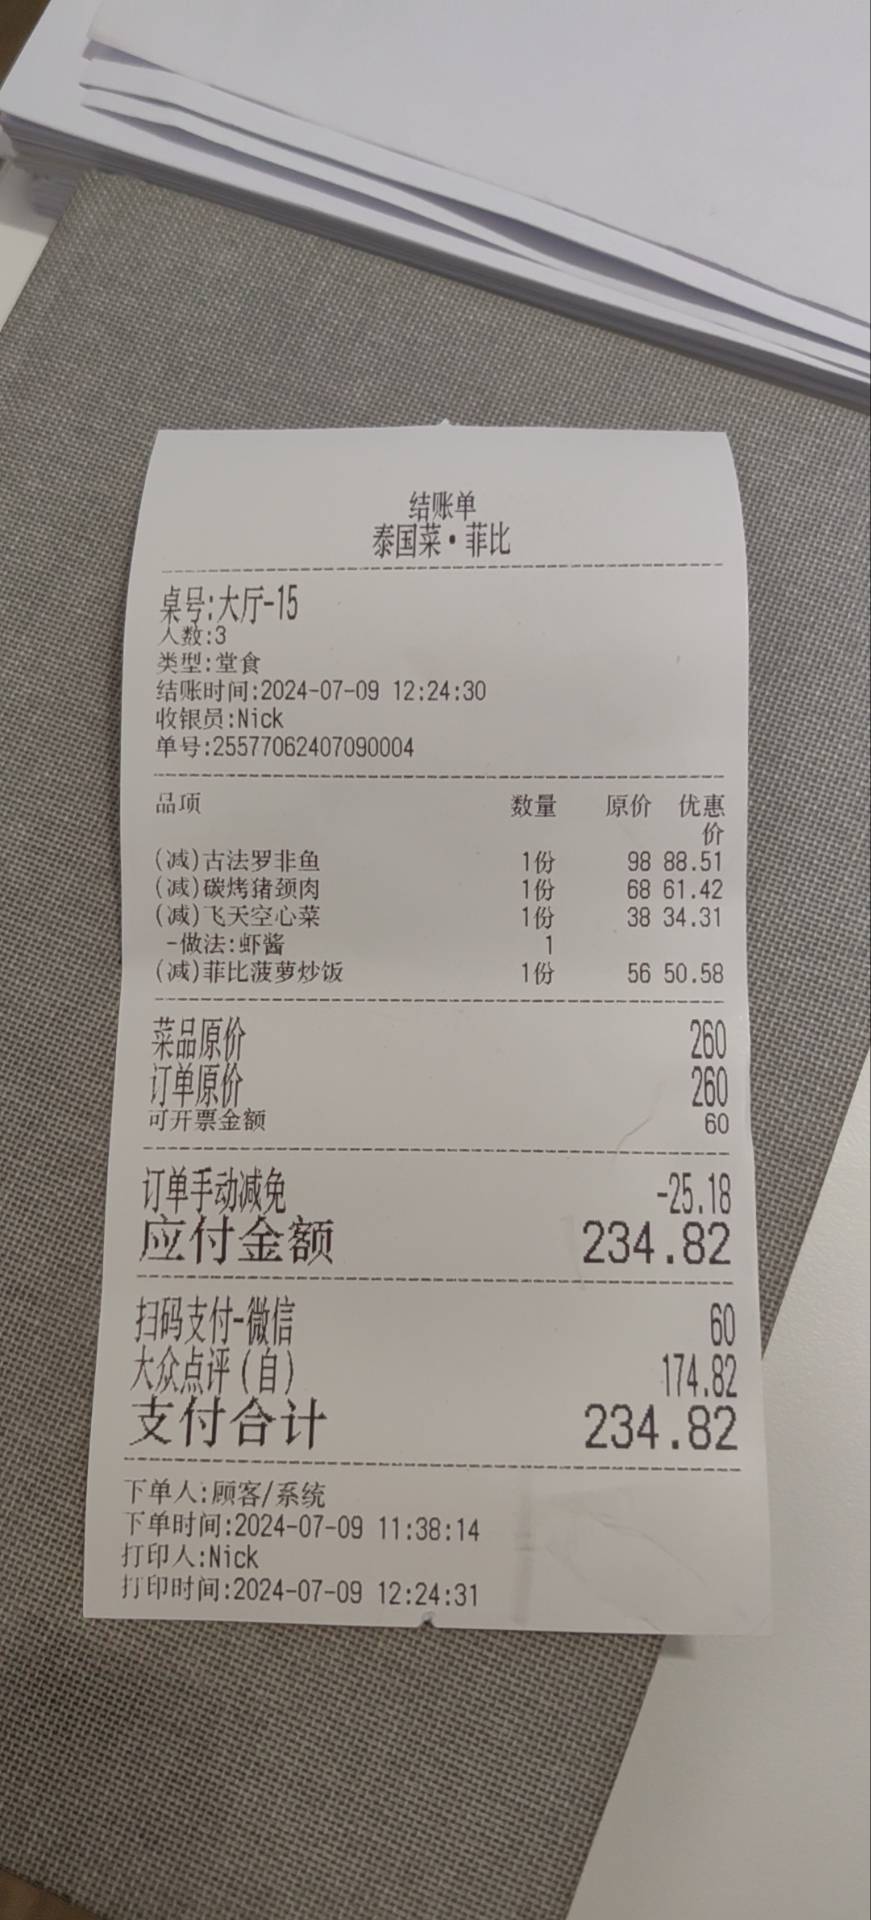 结账单
泰国菜·菲比
桌号:大厅-15
人数:3
类型:堂食
结账时间:2024-07-09 12:24:30
收银员:Nick
单号:25577062407090004
品项 数量 原价 优惠价
(减)古法罗非鱼 1份 98 88.51
(减)碳烤猪颈肉 1份 68 61.42
(减)飞天空心菜 1份 38 34.31
-做法:虾酱 1
(减)菲比菠萝炒饭 1份 56 50.58
菜品原价 260
订单原价 260
可开票金额 60
订单手动减免 -25.18
应付金额 234.82
扫码支付-微信 60
大众点评(自) 174.82
支付合计 234.82
下单人:顾客/系统
下单时间:2024-07-09 11:38:14
打印人:Nick
打印时间:2024-07-09 12:24:31